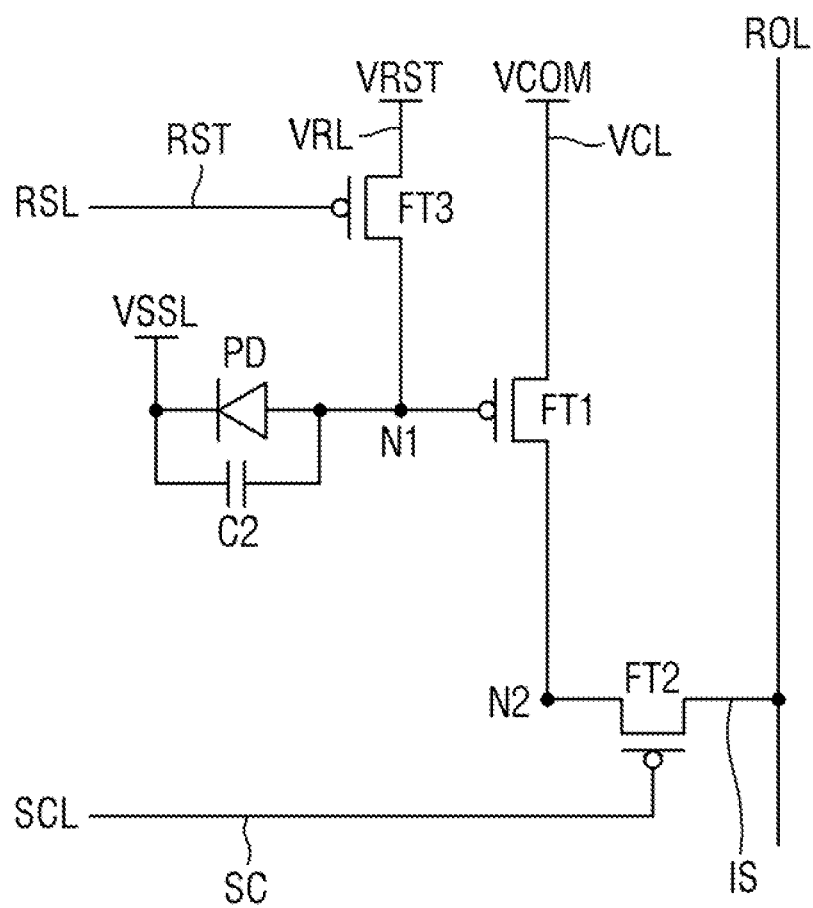 ROL
VRST
VCOM
RST
VRL
VCL
RSL
FT3
VSSL
PD
FT1
N1
C2
FT2
N2
SCL
SC
IS